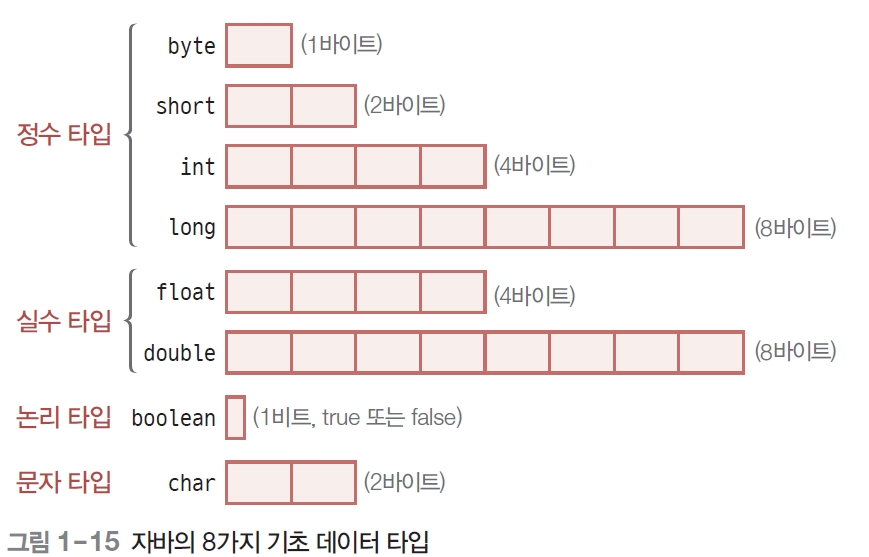 byte (1바이트)
short (2바이트)
정수 타입
int (4바이트)
long (8바이트)
float (4바이트)
실수 타입
double (8바이트)
논리 타입 boolean (1비트, true 또는 false)
문자 타입 char (2바이트)
그림 1-15 자바의 8가지 기초 데이터 타입